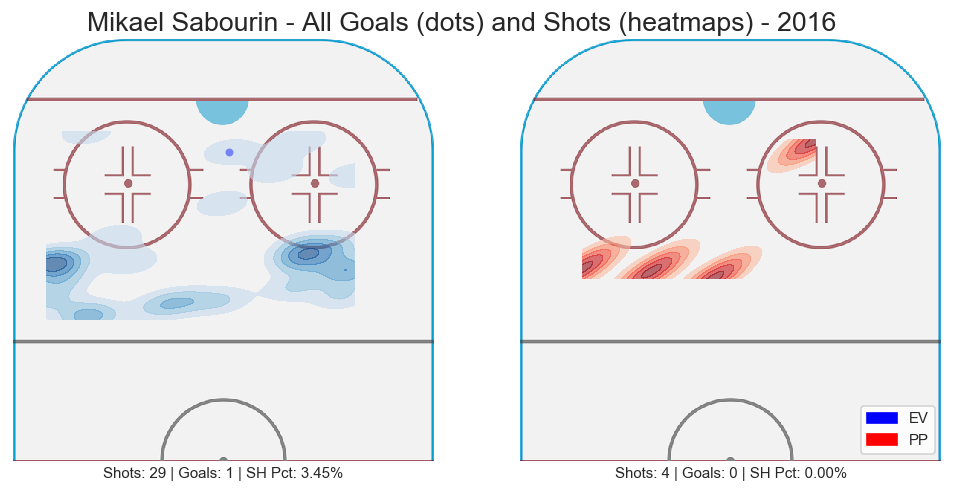 Mikael Sabourin - All Goals (dots) and Shots (heatmaps) - 2016
EV
PP
Shots: 29 | Goals: 1 | SH Pct: 3.45%
Shots: 4 | Goals: 0 | SH Pct: 0.00%